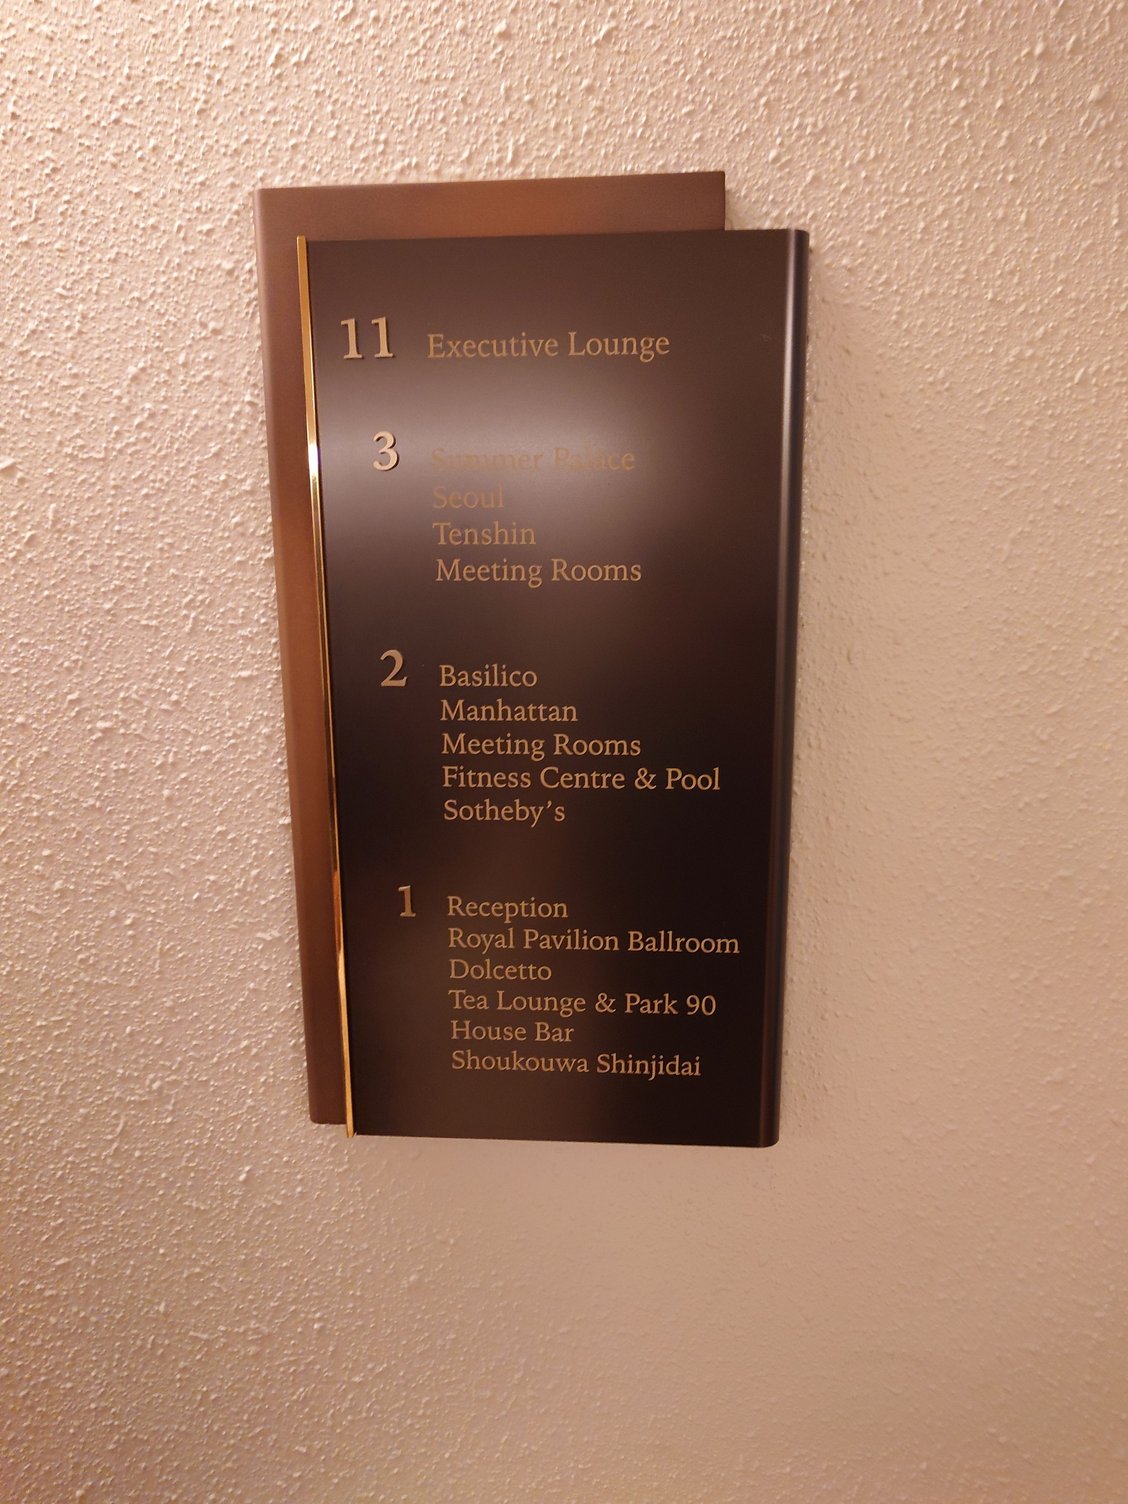 11 Executive Lounge
3 Summer Palace
Seoul
Tenshin
Meeting Rooms
2 Basilico
Manhattan
Meeting Rooms
Fitness Centre & Pool
Sotheby's
1 Reception
Royal Pavilion Ballroom
Dolcetto
Tea Lounge & Park 90
House Bar
Shoukouwa Shinjidai